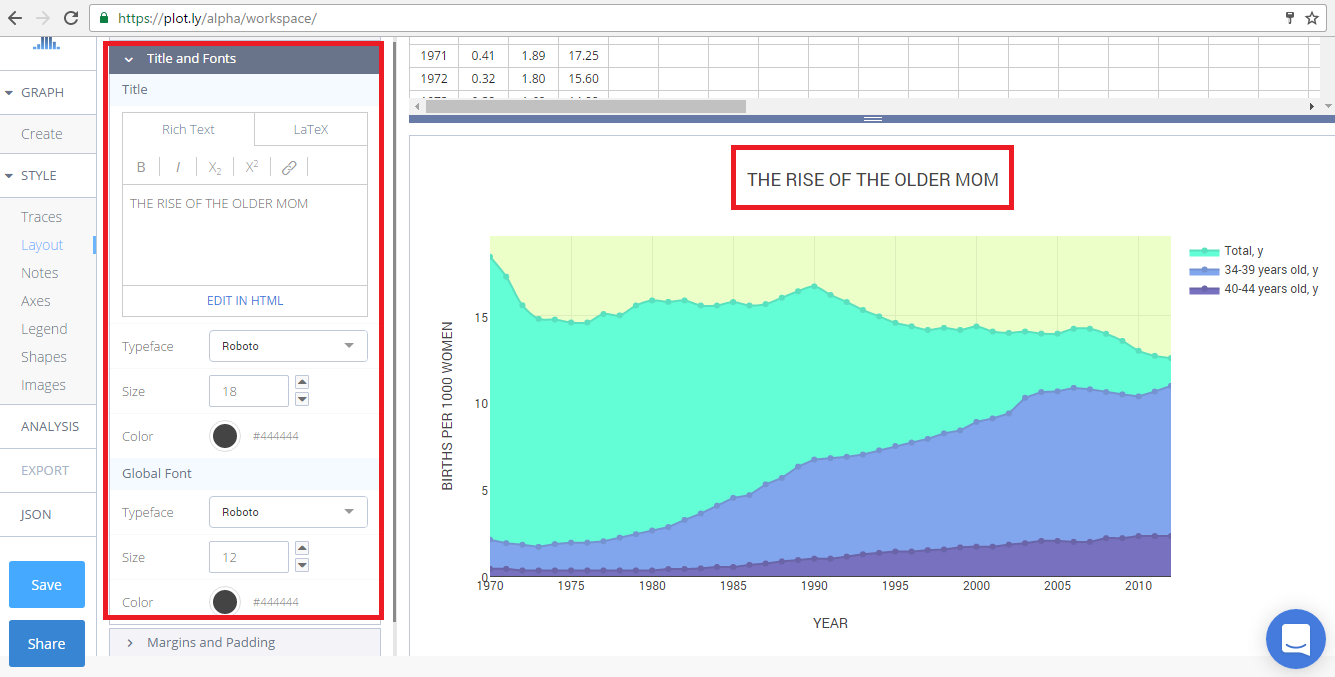 https://plot.ly/alpha/workspace/
GRAPH
Create
STYLE
Traces
Layout
Notes
Axes
Legend
Shapes
Images
ANALYSIS
EXPORT
JSON
Save
Share
Title and Fonts
Title
Rich Text LaTeX
B I X2 X2
THE RISE OF THE OLDER MOM
EDIT IN HTML
Typeface Roboto
Size 18
Color #444444
Global Font
Typeface Roboto
Size 12
Color #444444
Margins and Padding
1971 0.41 1.89 17.25
1972 0.32 1.80 15.60
THE RISE OF THE OLDER MOM
Total, y
34-39 years old, y
40-44 years old, y
BIRTHS PER 1000 WOMEN
15
10
5
0
1970 1975 1980 1985 1990 1995 2000 2005 2010
YEAR